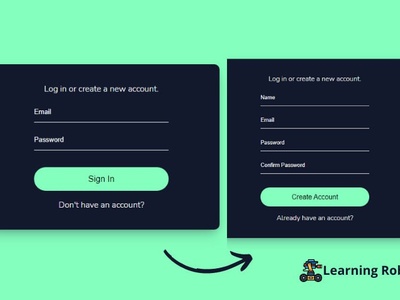 Log in or create a new account.
Email
Password
Sign In
Don't have an account?
Log in or create a new account.
Name
Email
Password
Confirm Password
Create Account
Already have an account?
Learning Rob